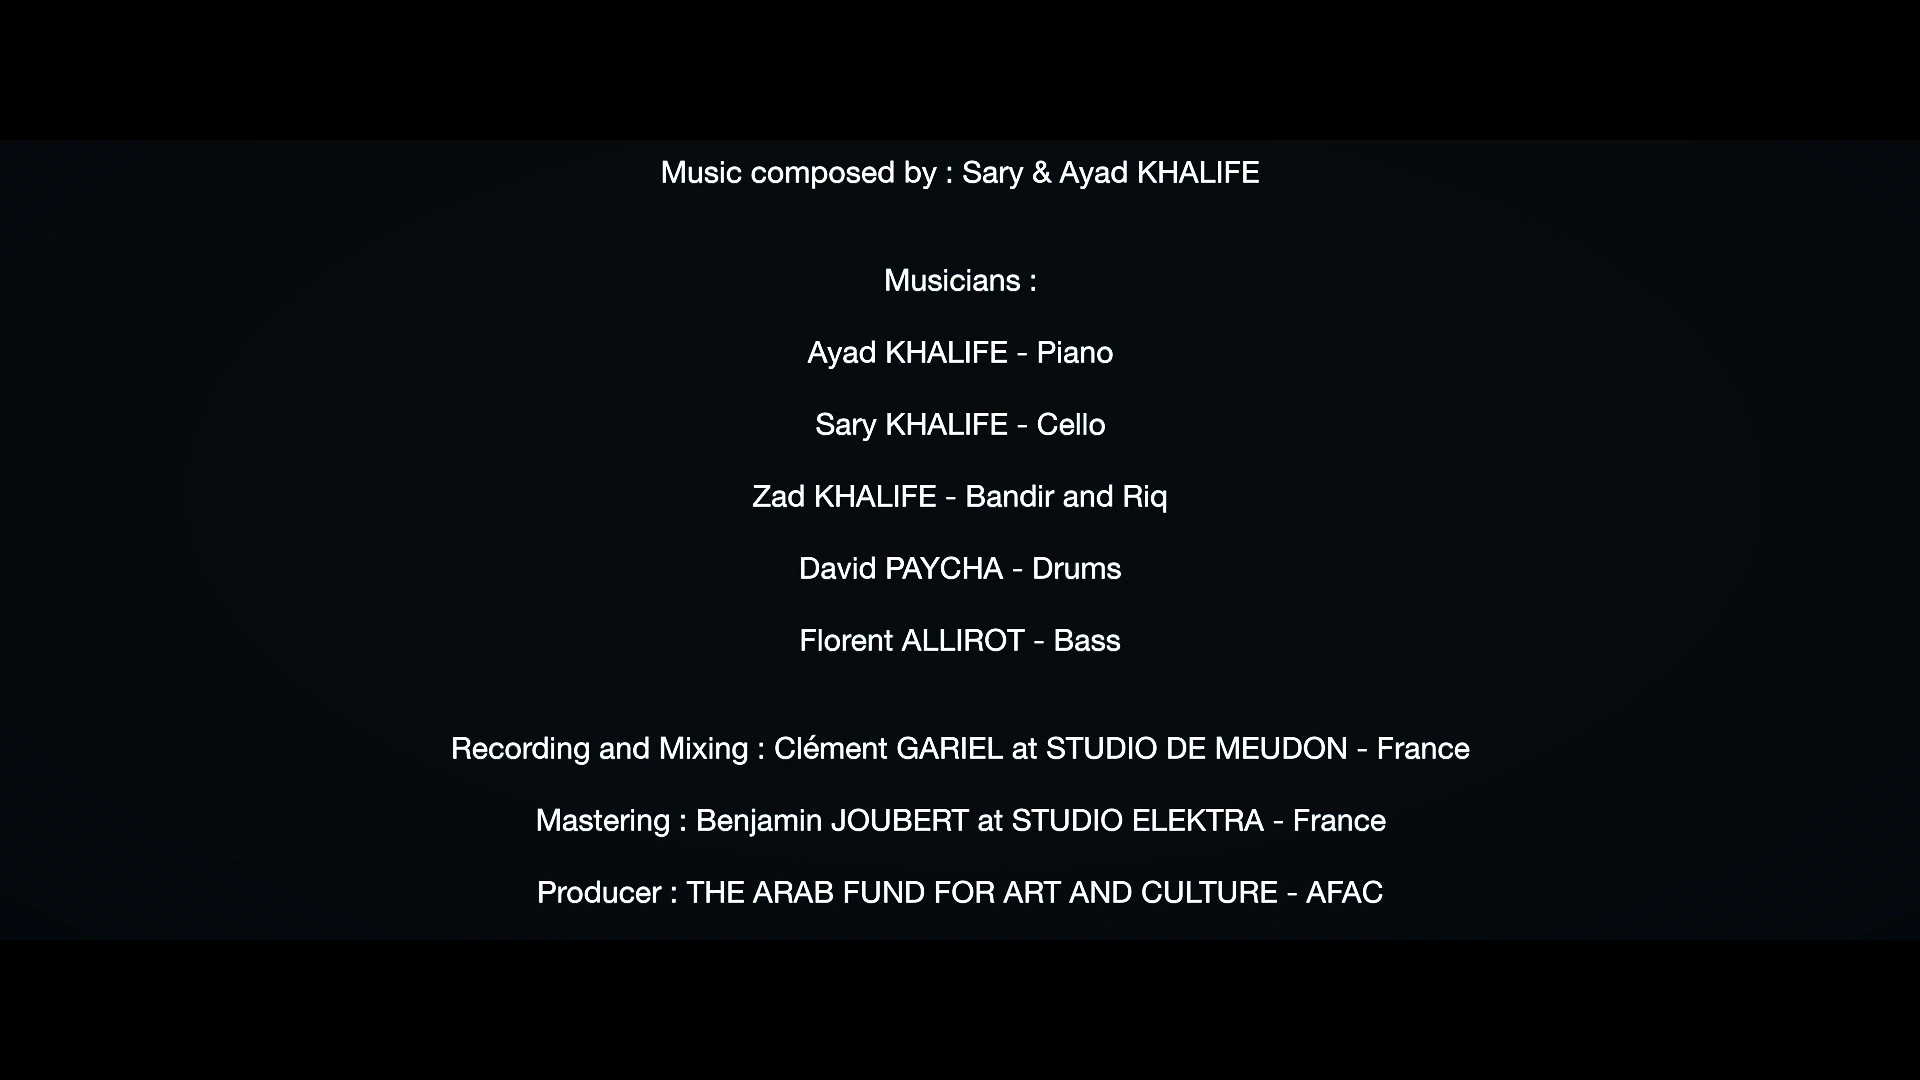 Music composed by : Sary & Ayad KHALIFE
Musicians :
Ayad KHALIFE - Piano
Sary KHALIFE - Cello
Zad KHALIFE - Bandir and Riq
David PAYCHA - Drums
Florent ALLIROT - Bass
Recording and Mixing : Clément GARIEL at STUDIO DE MEUDON - France
Mastering : Benjamin JOUBERT at STUDIO ELEKTRA - France
Producer : THE ARAB FUND FOR ART AND CULTURE - AFAC